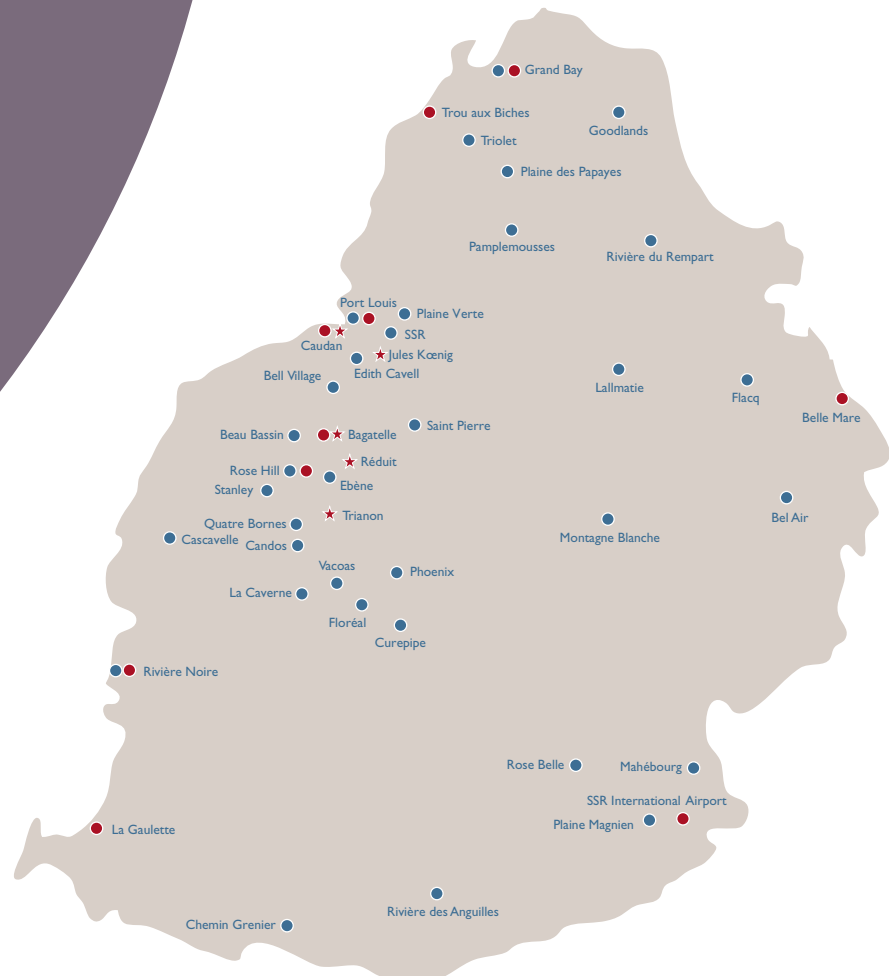 Grand Bay
Trou aux Biches
Goodlands
Triolet
Plaine des Papayes
Pamplemousses
Rivière du Rempart
Port Louis
Plaine Verte
SSR
Caudan
Jules Kœnig
Edith Cavell
Bell Village
Lallmatie
Flacq
Belle Mare
Beau Bassin
Bagatelle
Saint Pierre
Réduit
Rose Hill
Ebène
Stanley
Trianon
Bel Air
Quatre Bornes
Cascavelle
Candos
Montagne Blanche
Vacoas
Phoenix
La Caverne
Floréal
Curepipe
Rivière Noire
Rose Belle
Mahébourg
SSR International Airport
Plaine Magnien
La Gaulette
Rivière des Anguilles
Chemin Grenier